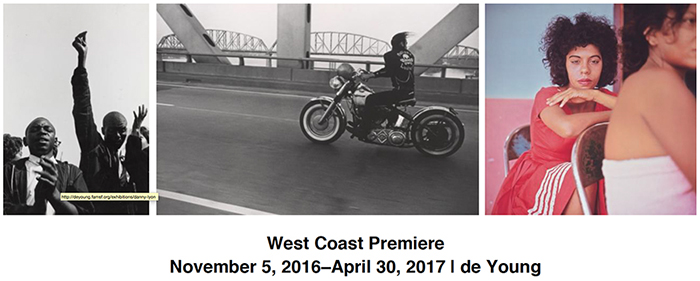 http://deyoung.famsf.org/exhibitions/danny-lyon
West Coast Premiere
November 5, 2016–April 30, 2017 | de Young